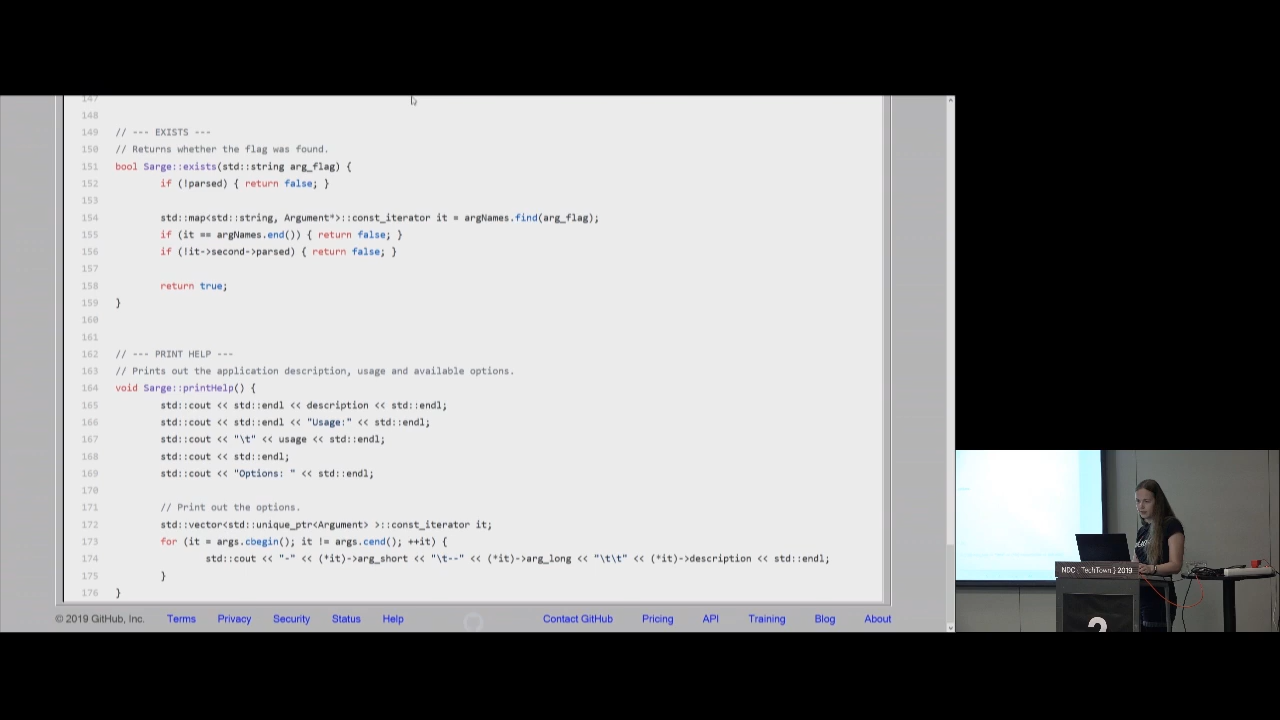 147
148
149 // --- EXISTS ---
150 // Returns whether the flag was found.
151 bool Sarge::exists(std::string arg_flag) {
152 if (!parsed) { return false; }
153
154 std::map<std::string, Argument*>::const_iterator it = argNames.find(arg_flag);
155 if (it == argNames.end()) { return false; }
156 if (!it->second->parsed) { return false; }
157
158 return true;
159 }
160
161
162 // --- PRINT HELP ---
163 // Prints out the application description, usage and available options.
164 void Sarge::printHelp() {
165 std::cout << std::endl << description << std::endl;
166 std::cout << std::endl << "Usage:" << std::endl;
167 std::cout << "\t" << usage << std::endl;
168 std::cout << std::endl;
169 std::cout << "Options: " << std::endl;
170
171 // Print out the options.
172 std::vector<std::unique_ptr<Argument> >::const_iterator it;
173 for (it = args.cbegin(); it != args.cend(); ++it) {
174 std::cout << "-" << (*it)->arg_short << "\t--" << (*it)->arg_long << "\t\t" << (*it)->description << std::endl;
175 }
176 }
© 2019 GitHub, Inc. Terms Privacy Security Status Help Contact GitHub Pricing API Training Blog About
NDC { TechTown } 2019
2